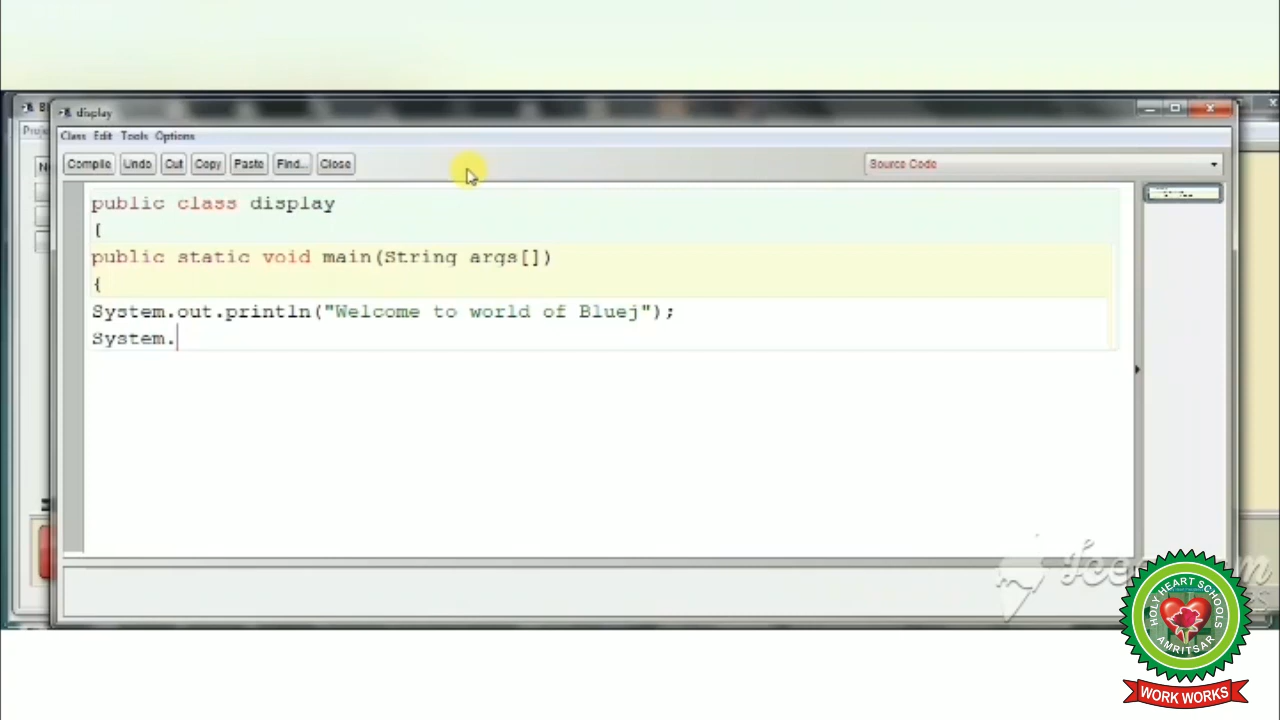 display
Class Edit Tools Options
Compile Undo Cut Copy Paste Find... Close Source Code
public class display
{
public static void main(String args[])
{
System.out.println("Welcome to world of Bluej");
System.
HOLY HEART SCHOOLS
AMRITSAR
WORK WORKS